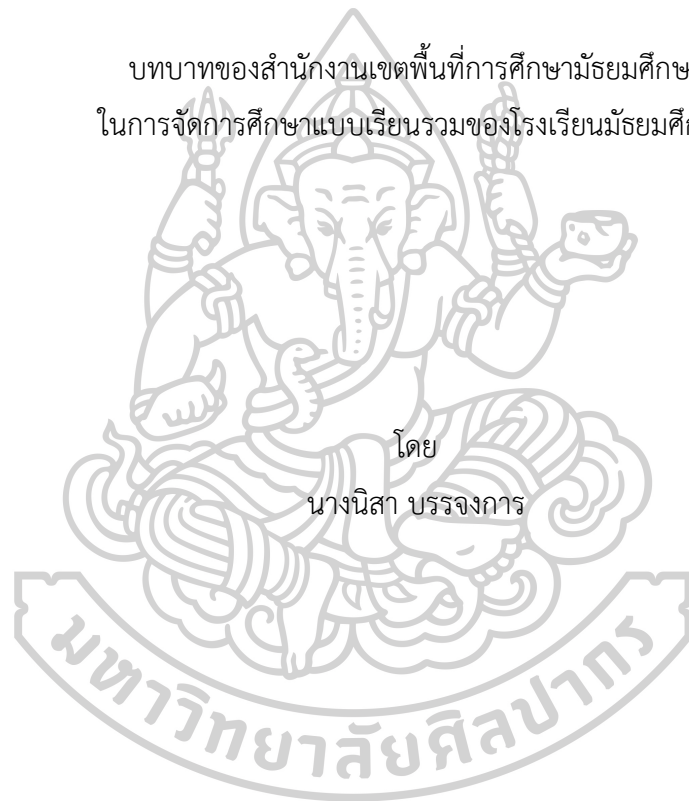 บทบาทของสำนักงานเขตพื้นที่การศึกษามัธยมศึกษ
ในการจัดการศึกษาแบบเรียนรวมของโรงเรียนมัธยมศึก
โดย
นางนิสา บรรจงการ
มหาวิทยาลัยศิลปากร